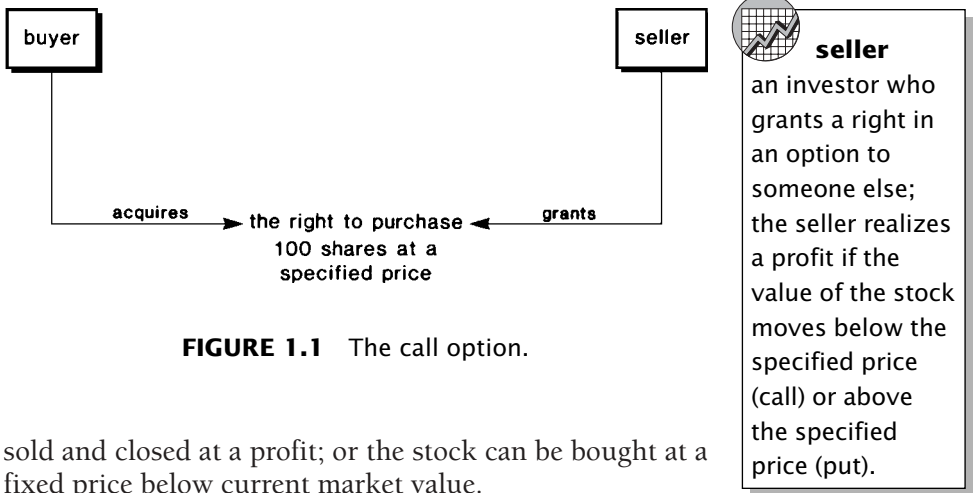 buyer
seller
acquires
grants
the right to purchase
100 shares at a
specified price
FIGURE 1.1 The call option.
sold and closed at a profit; or the stock can be bought at a
fixed price below current market value.
seller
an investor who
grants a right in
an option to
someone else;
the seller realizes
a profit if the
value of the stock
moves below the
specified price
(call) or above
the specified
price (put).